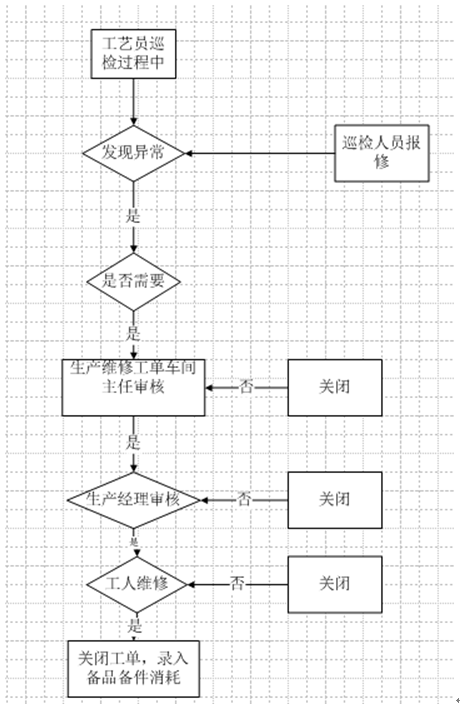 工艺员巡
检过程中
发现异常
巡检人员报
修
是
是否需要
是
生产维修工单车间
主任审核
否
关闭
是
生产经理审核
否
关闭
是
工人维修
否
关闭
是
关闭工单，录入
备品备件消耗